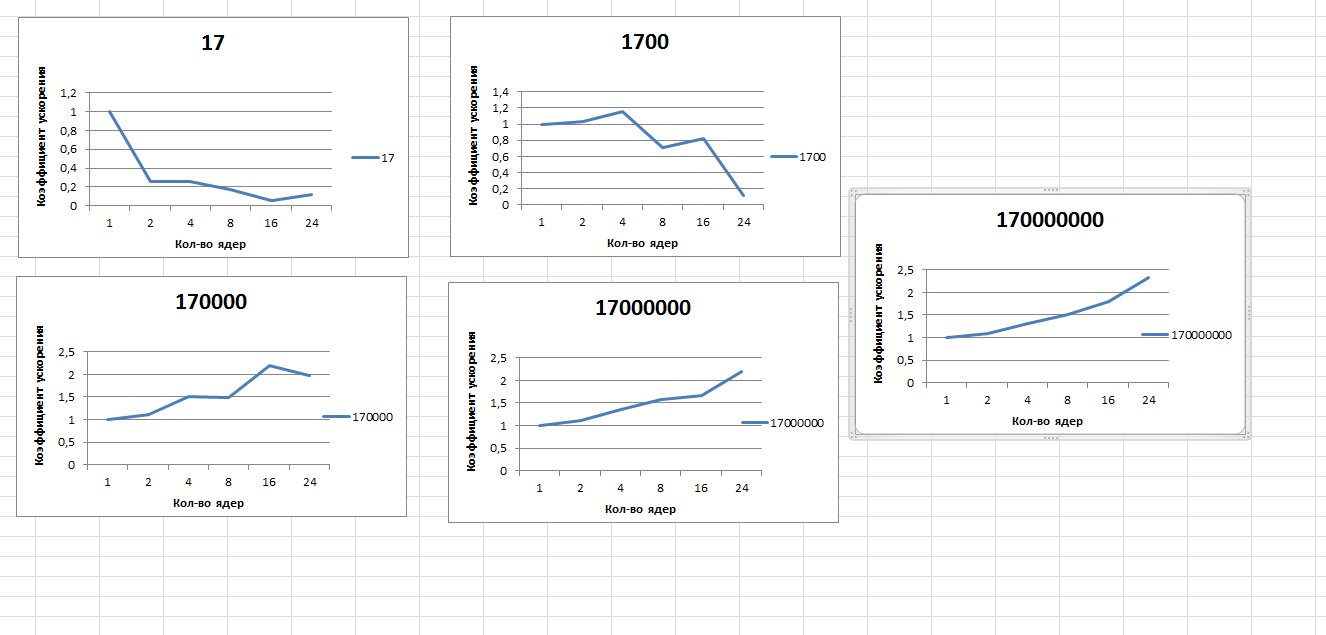 17
Коэффициент ускорения
1,2
1
0,8
0,6
0,4
0,2
0
1 2 4 8 16 24
Кол-во ядер
17
1700
Коэффициент ускорения
1,4
1,2
1
0,8
0,6
0,4
0,2
0
1 2 4 8 16 24
Кол-во ядер
1700
170000
Коэффициент ускорения
2,5
2
1,5
1
0,5
0
1 2 4 8 16 24
Кол-во ядер
170000
17000000
Коэффициент ускорения
2,5
2
1,5
1
0,5
0
1 2 4 8 16 24
Кол-во ядер
17000000
170000000
Коэффициент ускорения
2,5
2
1,5
1
0,5
0
1 2 4 8 16 24
Кол-во ядер
170000000